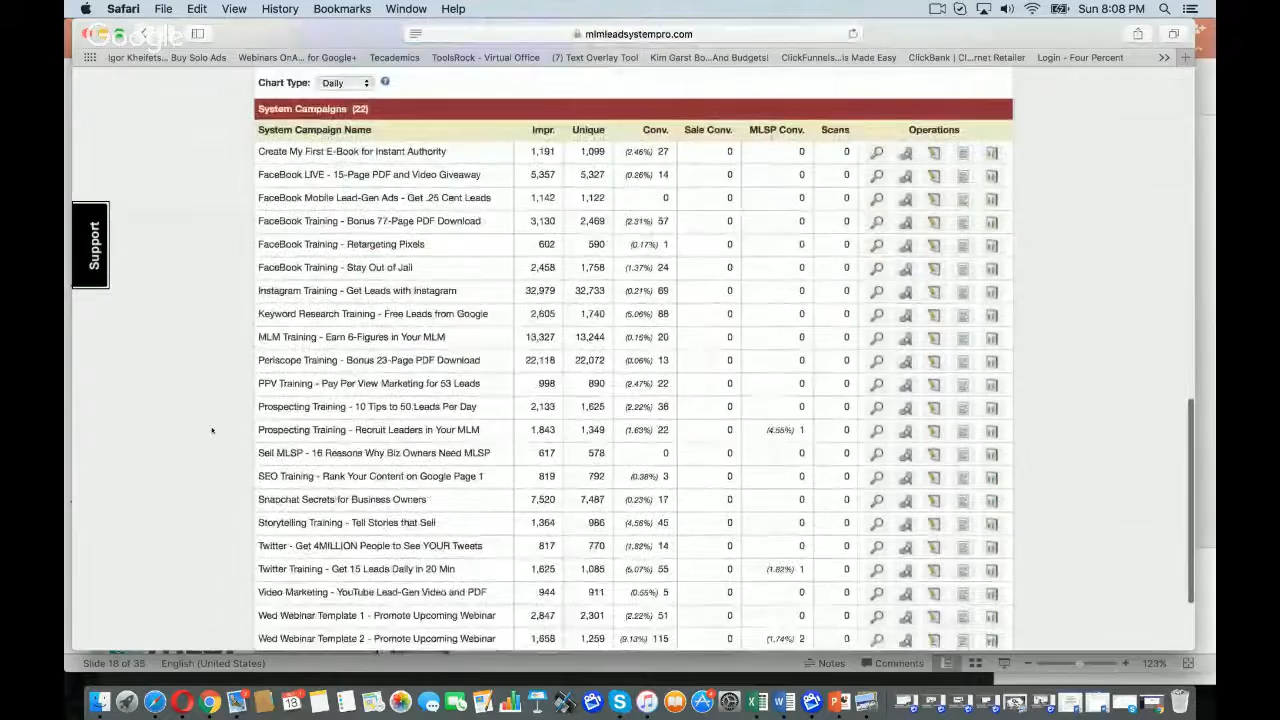 Safari File Edit View History Bookmarks Window Help Sun 8:08 PM
Google
mlmleadsystempro.com
Igor Kheifets... Buy Solo Ads Webinars OnA... for Google+ Tecademics ToolsRock - Virtual Office (7) Text Overlay Tool Kim Garst Bo...And Budgets! ClickFunnels...is Made Easy ClickBank | Cl...rnet Retailer Login - Four Percent
Chart Type: Daily
System Campaigns (22)
System Campaign Name Impr. Unique Conv. Sale Conv. MLSP Conv. Scans Operations
Create My First E-Book for Instant Authority 1,191 1,099 (2.46%) 27 0 0 0
FaceBook LIVE - 15-Page PDF and Video Giveaway 5,357 5,327 (0.26%) 14 0 0 0
FaceBook Mobile Lead-Gen Ads - Get .25 Cent Leads 1,142 1,122 0 0 0 0
FaceBook Training - Bonus 77-Page PDF Download 3,130 2,469 (2.31%) 57 0 0 0
FaceBook Training - Retargeting Pixels 602 590 (0.17%) 1 0 0 0
FaceBook Training - Stay Out of Jail 2,458 1,758 (1.37%) 24 0 0 0
Instagram Training - Get Leads with Instagram 32,979 32,733 (0.21%) 69 0 0 0
Keyword Research Training - Free Leads from Google 2,605 1,740 (5.06%) 88 0 0 0
MLM Training - Earn 6-Figures in Your MLM 13,327 13,244 (0.15%) 20 0 0 0
Periscope Training - Bonus 23-Page PDF Download 22,118 22,072 (0.06%) 13 0 0 0
PPV Training - Pay Per View Marketing for 53 Leads 998 890 (2.47%) 22 0 0 0
Prospecting Training - 10 Tips to 50 Leads Per Day 2,133 1,625 (2.22%) 36 0 0 0
Prospecting Training - Recruit Leaders in Your MLM 1,843 1,349 (1.63%) 22 0 (4.55%) 1 0
Sell MLSP - 16 Reasons Why Biz Owners Need MLSP 617 578 0 0 0 0
SEO Training - Rank Your Content on Google Page 1 819 792 (0.38%) 3 0 0 0
Snapchat Secrets for Business Owners 7,520 7,487 (0.23%) 17 0 0 0
Storytelling Training - Tell Stories that Sell 1,364 986 (4.56%) 45 0 0 0
Twitter - Get 4MILLION People to See YOUR Tweets 817 770 (1.82%) 14 0 0 0
Twitter Training - Get 15 Leads Daily in 20 Min 1,625 1,085 (5.07%) 55 0 (1.82%) 1 0
Video Marketing - YouTube Lead-Gen Video and PDF 944 911 (0.55%) 5 0 0 0
Wed Webinar Template 1 - Promote Upcoming Webinar 2,847 2,301 (2.22%) 51 0 0 0
Wed Webinar Template 2 - Promote Upcoming Webinar 1,658 1,259 (9.13%) 115 0 (1.74%) 2 0
Support
Slide 18 of 35 English (United States) Notes Comments 123%